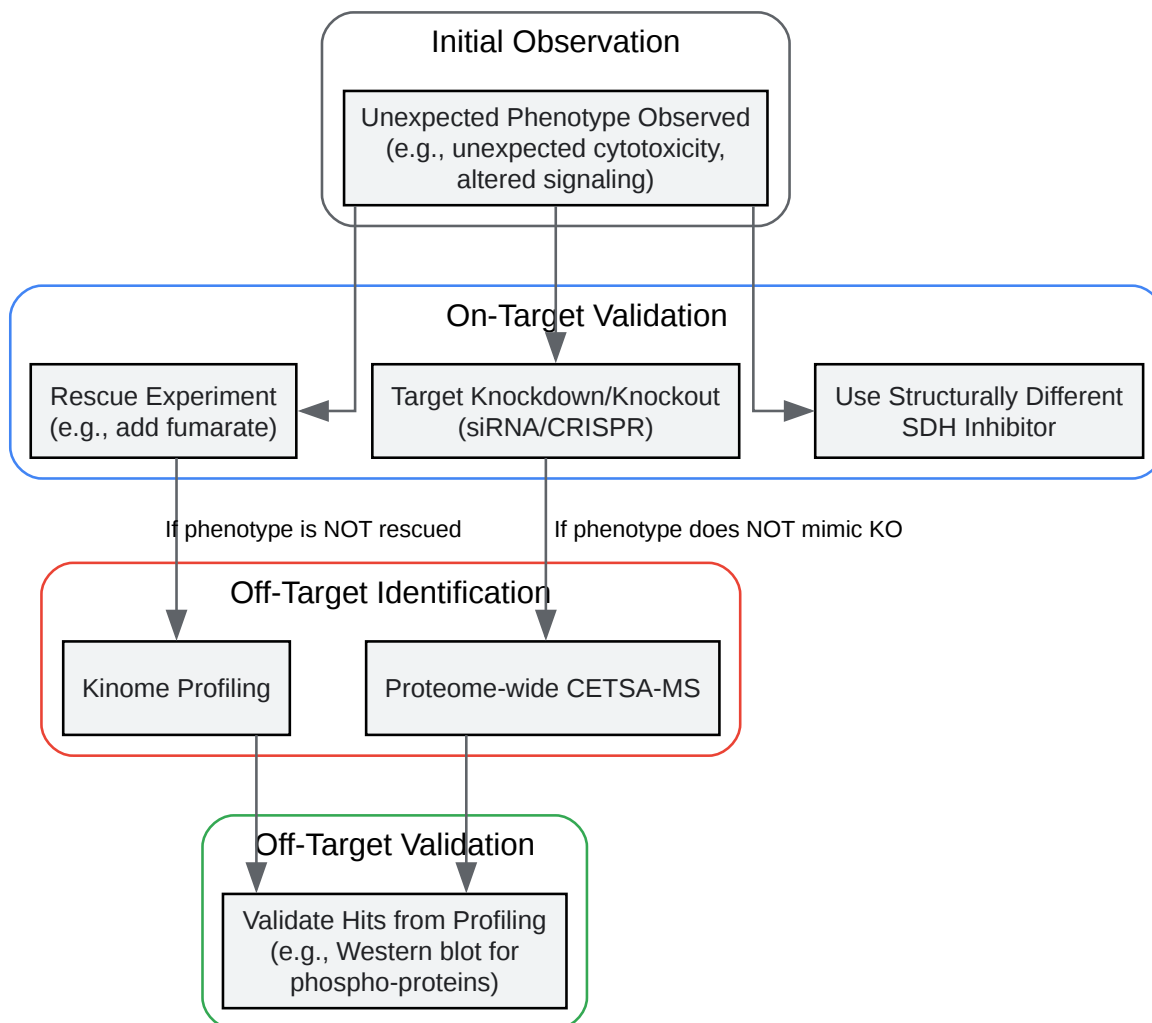 Initial Observation
Unexpected Phenotype Observed
(e.g., unexpected cytotoxicity,
altered signaling)
On-Target Validation
Rescue Experiment
(e.g., add fumarate)
Target Knockdown/Knockout
(siRNA/CRISPR)
Use Structurally Different
SDH Inhibitor
If phenotype is NOT rescued
If phenotype does NOT mimic KO
Off-Target Identification
Kinome Profiling
Proteome-wide CETSA-MS
Off-Target Validation
Validate Hits from Profiling
(e.g., Western blot for
phospho-proteins)